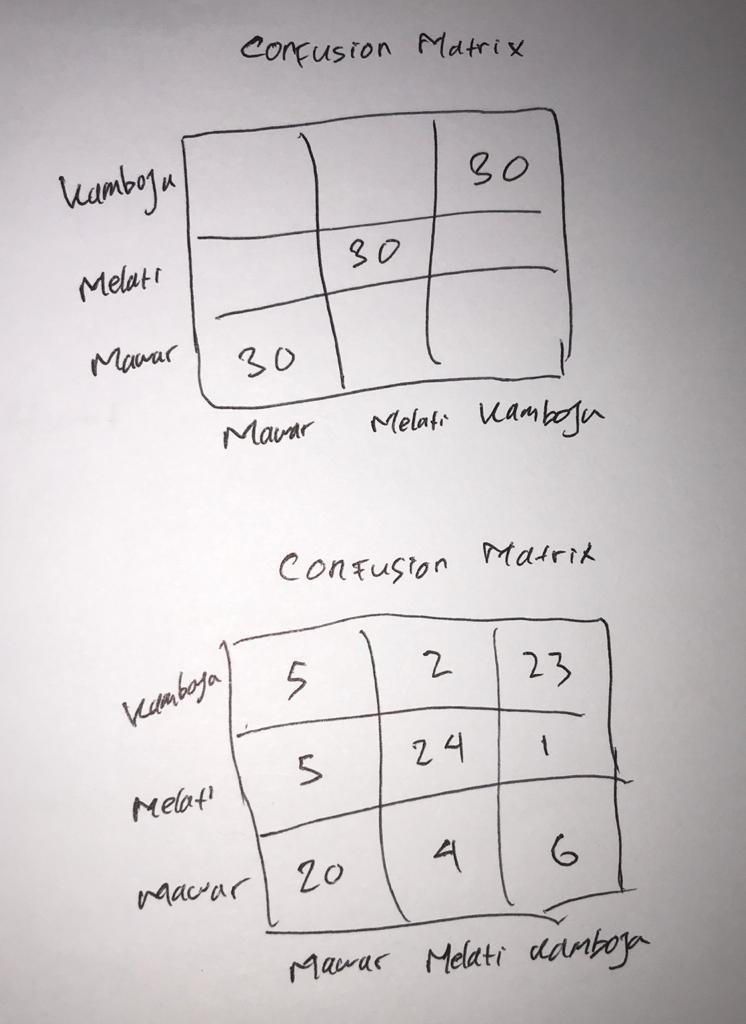 Confusion Matrix
Kamboja 30
Melati 30
Mawar 30
Mawar Melati Kamboja
Confusion Matrix
Kamboja 5 2 23
Melati 5 24 1
Mawar 20 4 6
Mawar Melati Kamboja